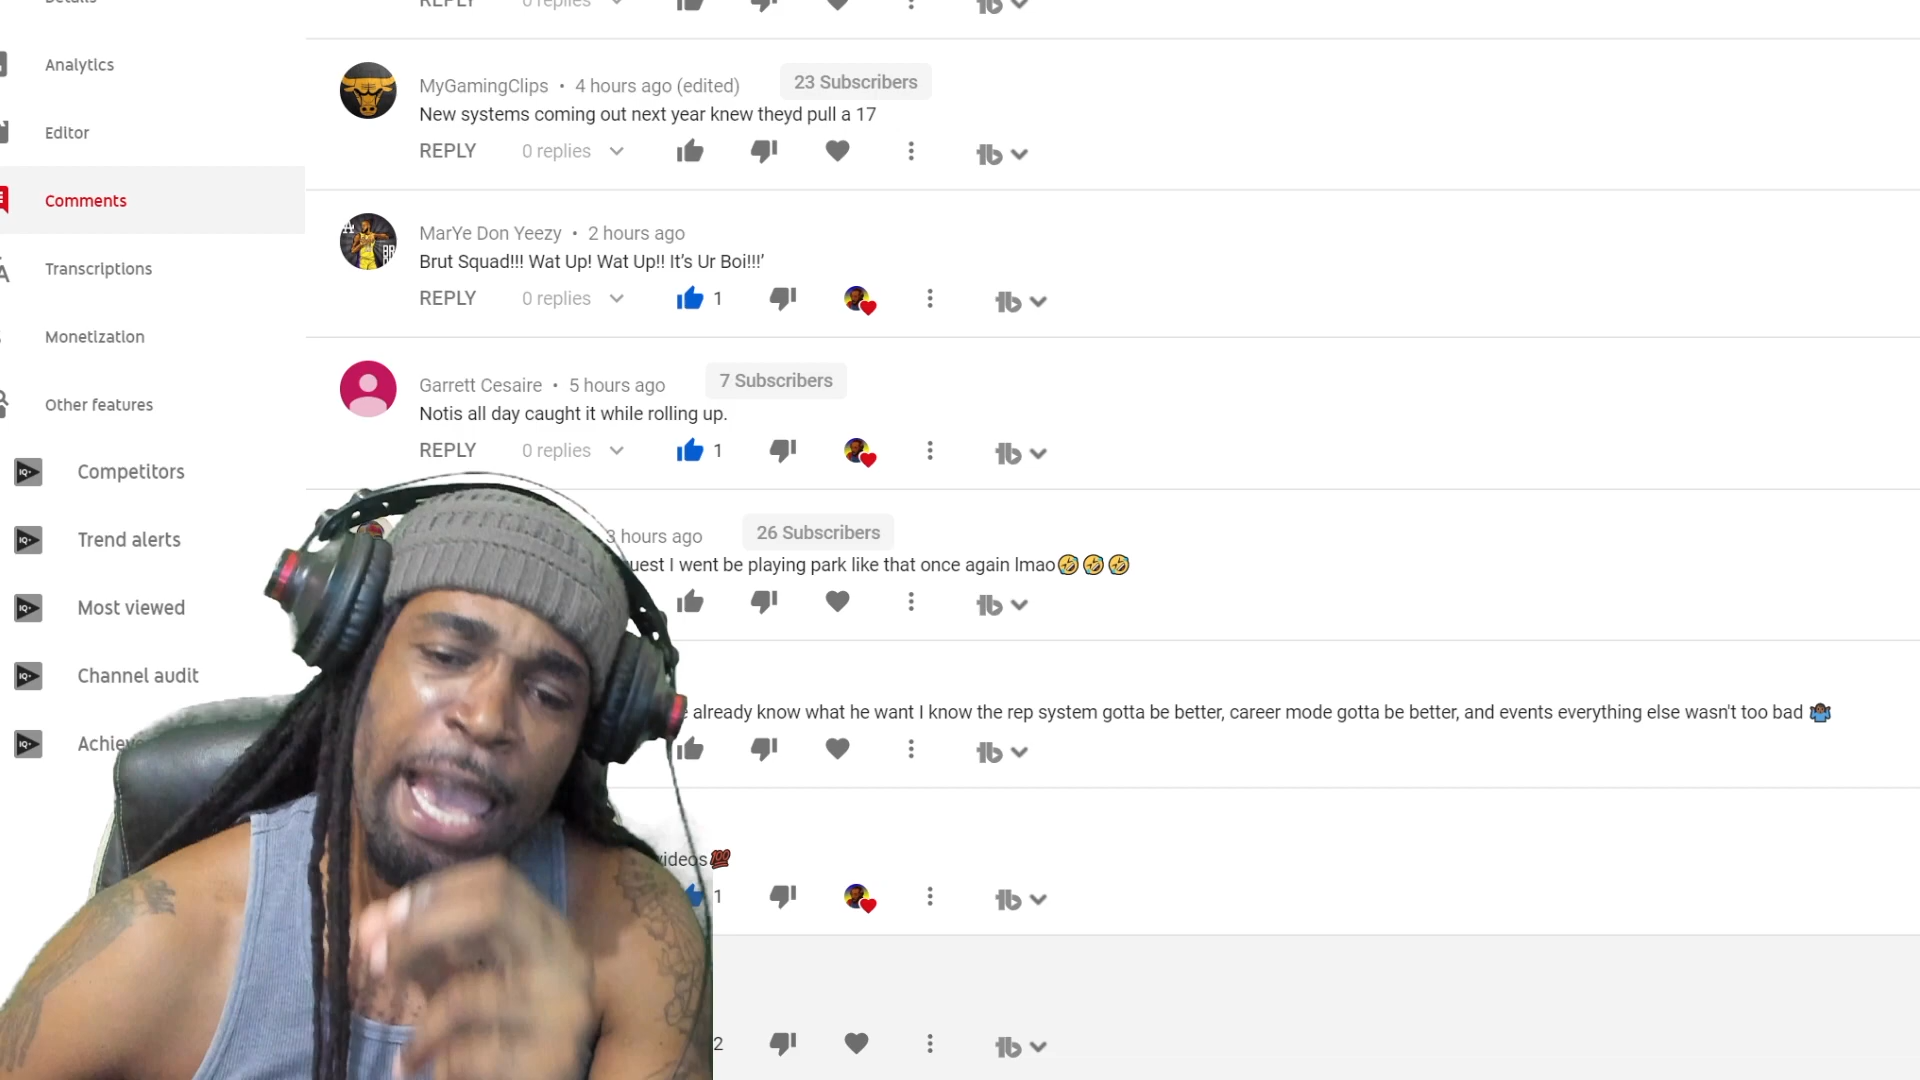 REPLY 0 replies
Analytics
Editor
Comments
Transcriptions
Monetization
Other features
Competitors
Trend alerts
Most viewed
Channel audit
MyGamingClips • 4 hours ago (edited) 23 Subscribers
New systems coming out next year knew theyd pull a 17
REPLY 0 replies
MarYe Don Yeezy • 2 hours ago
Brut Squad!!! Wat Up! Wat Up!! It’s Ur Boi!!!’
REPLY 0 replies 1
Garrett Cesaire • 5 hours ago 7 Subscribers
Notis all day caught it while rolling up.
REPLY 0 replies 1
3 hours ago 26 Subscribers
I went be playing park like that once again lmao🤣🤣🤣
already know what he want I know the rep system gotta be better, career mode gotta be better, and events everything else wasn't too bad 🤷🏾‍♂️
videos💯
1
2